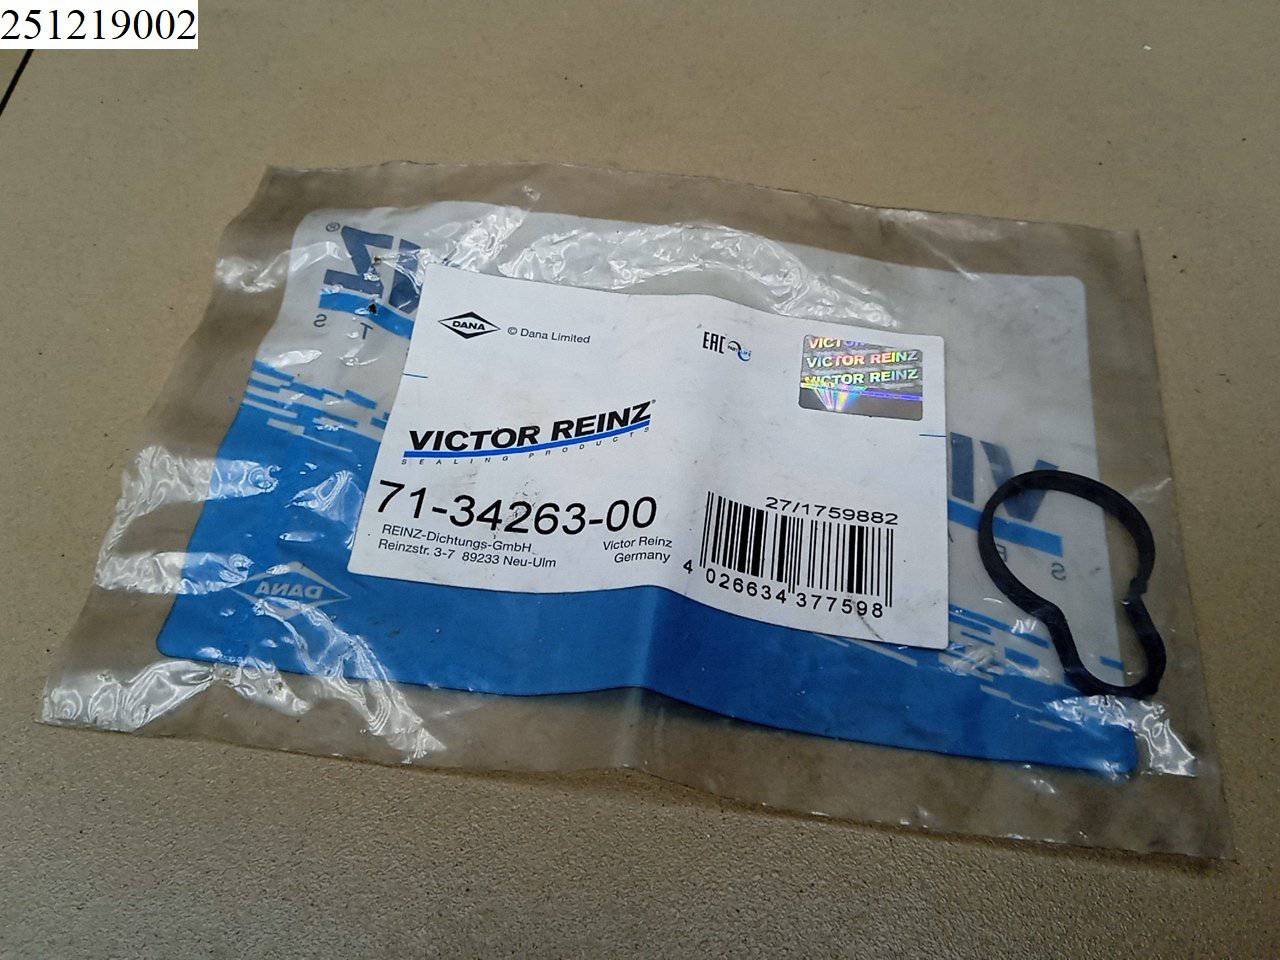 251219002
DANA
© Dana Limited
EAC
VICTOR REINZ
VICTOR REINZ
VICTOR REINZ®
SEALING PRODUCTS
71-34263-00
REINZ-Dichtungs-GmbH
Reinzstr. 3-7 89233 Neu-Ulm
Victor Reinz
Germany
27/1759882
4 026634 377598
DANA